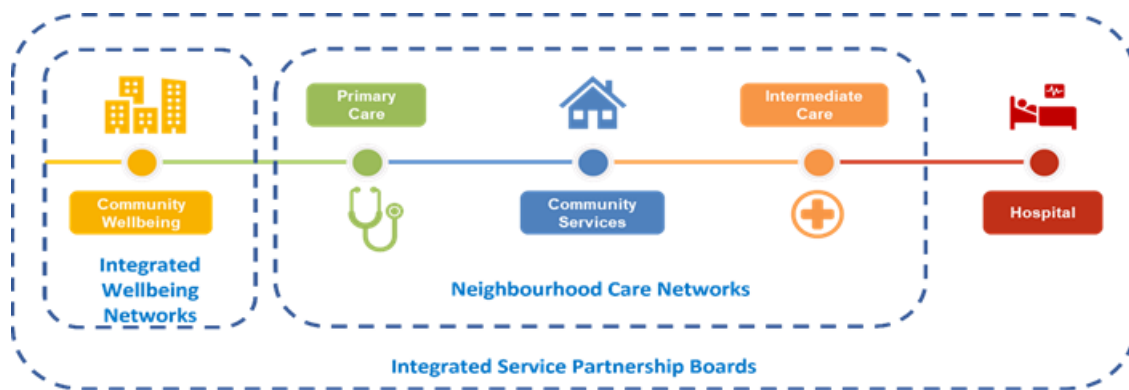 Primary
Care
Intermediate
Care
Community
Wellbeing
Community
Services
Hospital
Integrated
Wellbeing
Networks
Neighbourhood Care Networks
Integrated Service Partnership Boards